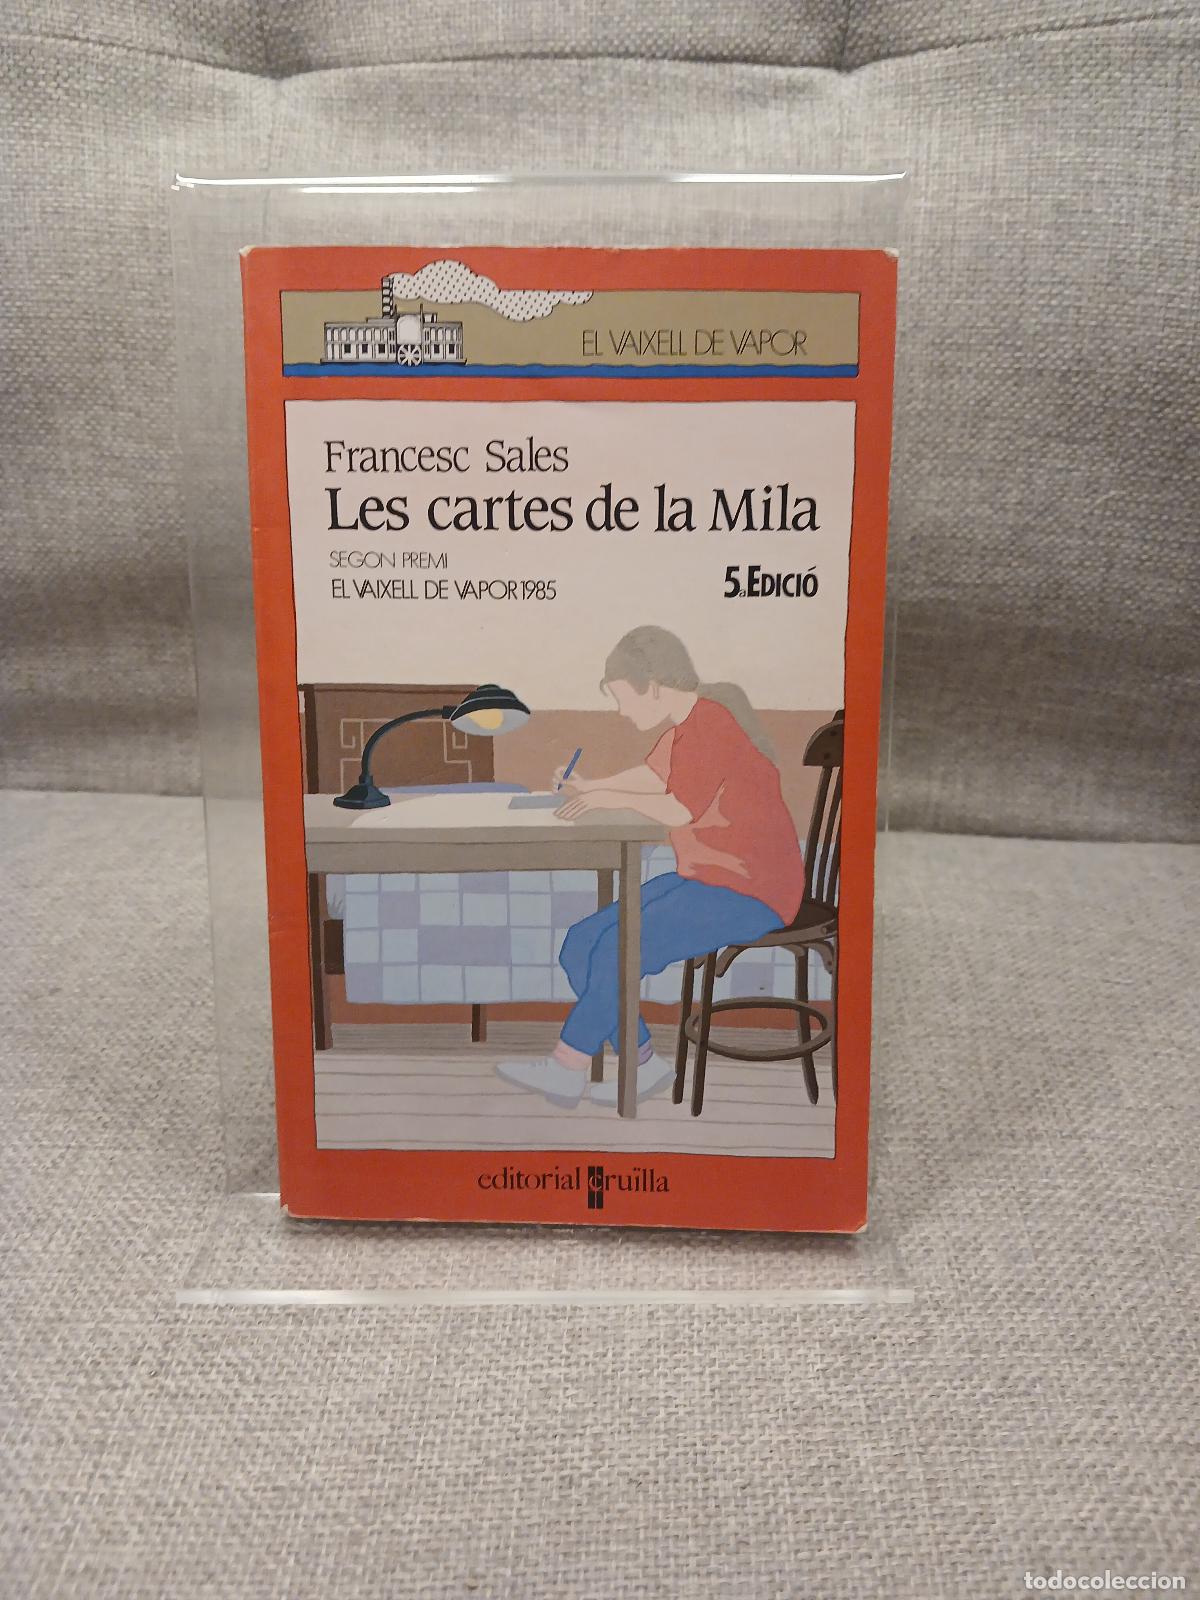 EL VAIXELL DE VAPOR
Francesc Sales
Les cartes de la Mila
SEGON PREMI
EL VAIXELL DE VAPOR 1985
5.a EDICIÓ
editorial cruïlla
todocoleccion